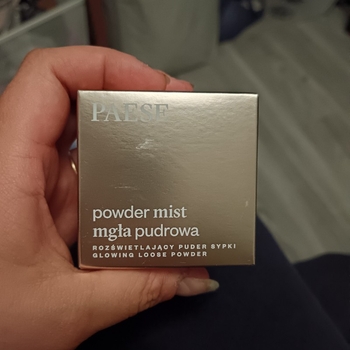 PAESE
powder mist
mgła pudrowa
ROZŚWIETLAJĄCY PUDER SYPKI
GLOWING LOOSE POWDER